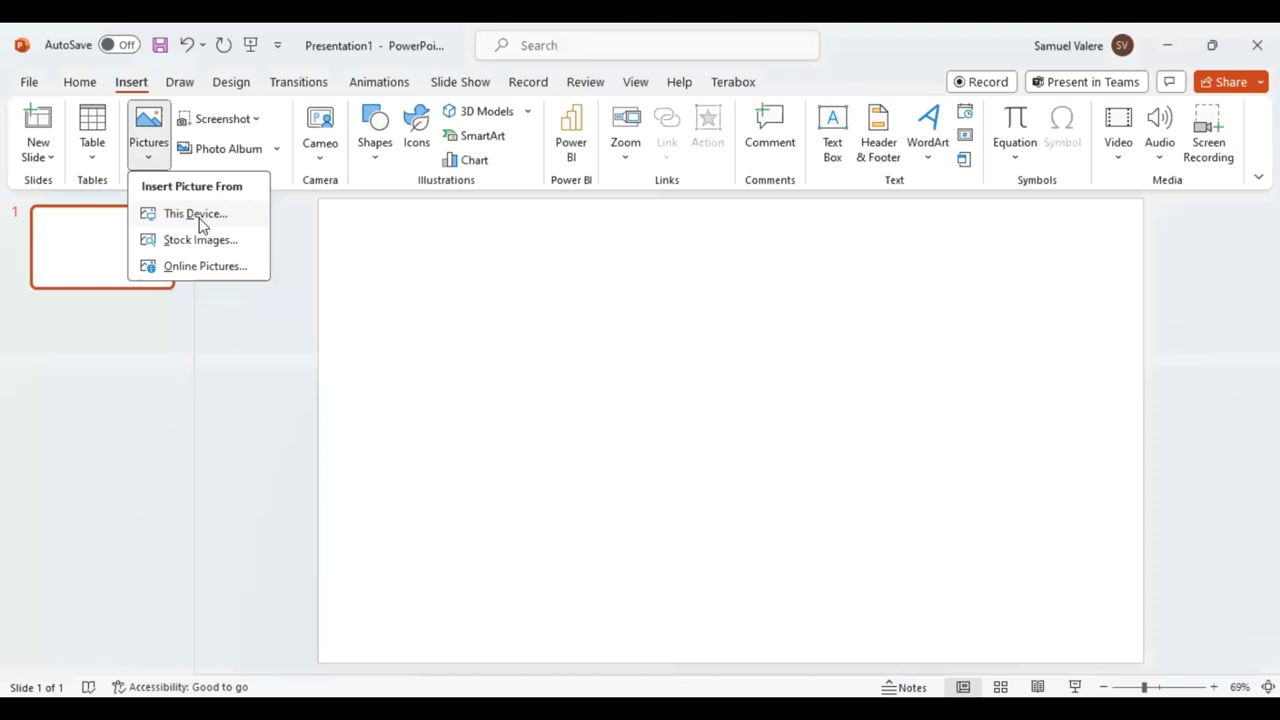 AutoSave Off Presentation1 - PowerPoi... Search Samuel Valere SV
File Home Insert Draw Design Transitions Animations Slide Show Record Review View Help Terabox Record Present in Teams Share
New Slide
Table
Pictures
Screenshot
Photo Album
Cameo
Shapes
Icons
3D Models
SmartArt
Chart
Power BI
Zoom
Link
Action
Comment
Text Box
Header & Footer
WordArt
Equation
Symbol
Video
Audio
Screen Recording
Slides Tables Camera Illustrations Power BI Links Comments Text Symbols Media
Insert Picture From
This Device...
Stock Images...
Online Pictures...
1
Slide 1 of 1 Accessibility: Good to go Notes 69%